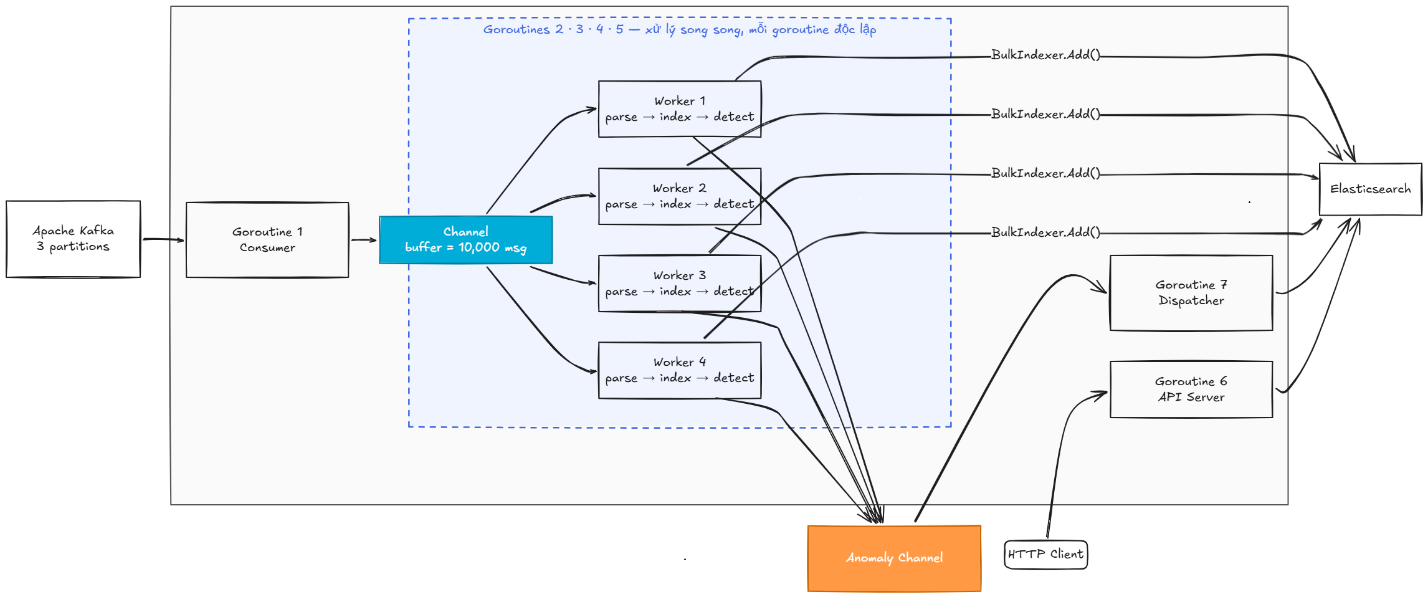 Goroutines 2 · 3 · 4 · 5 — xử lý song song, mỗi goroutine độc lập
BulkIndexer.Add()
Worker 1
parse → index → detect
BulkIndexer.Add()
Worker 2
parse → index → detect
BulkIndexer.Add()
Elasticsearch
Apache Kafka
3 partitions
Goroutine 1
Consumer
Channel
buffer = 10,000 msg
BulkIndexer.Add()
Worker 3
parse → index → detect
Goroutine 7
Dispatcher
Worker 4
parse → index → detect
Goroutine 6
API Server
Anomaly Channel
HTTP Client